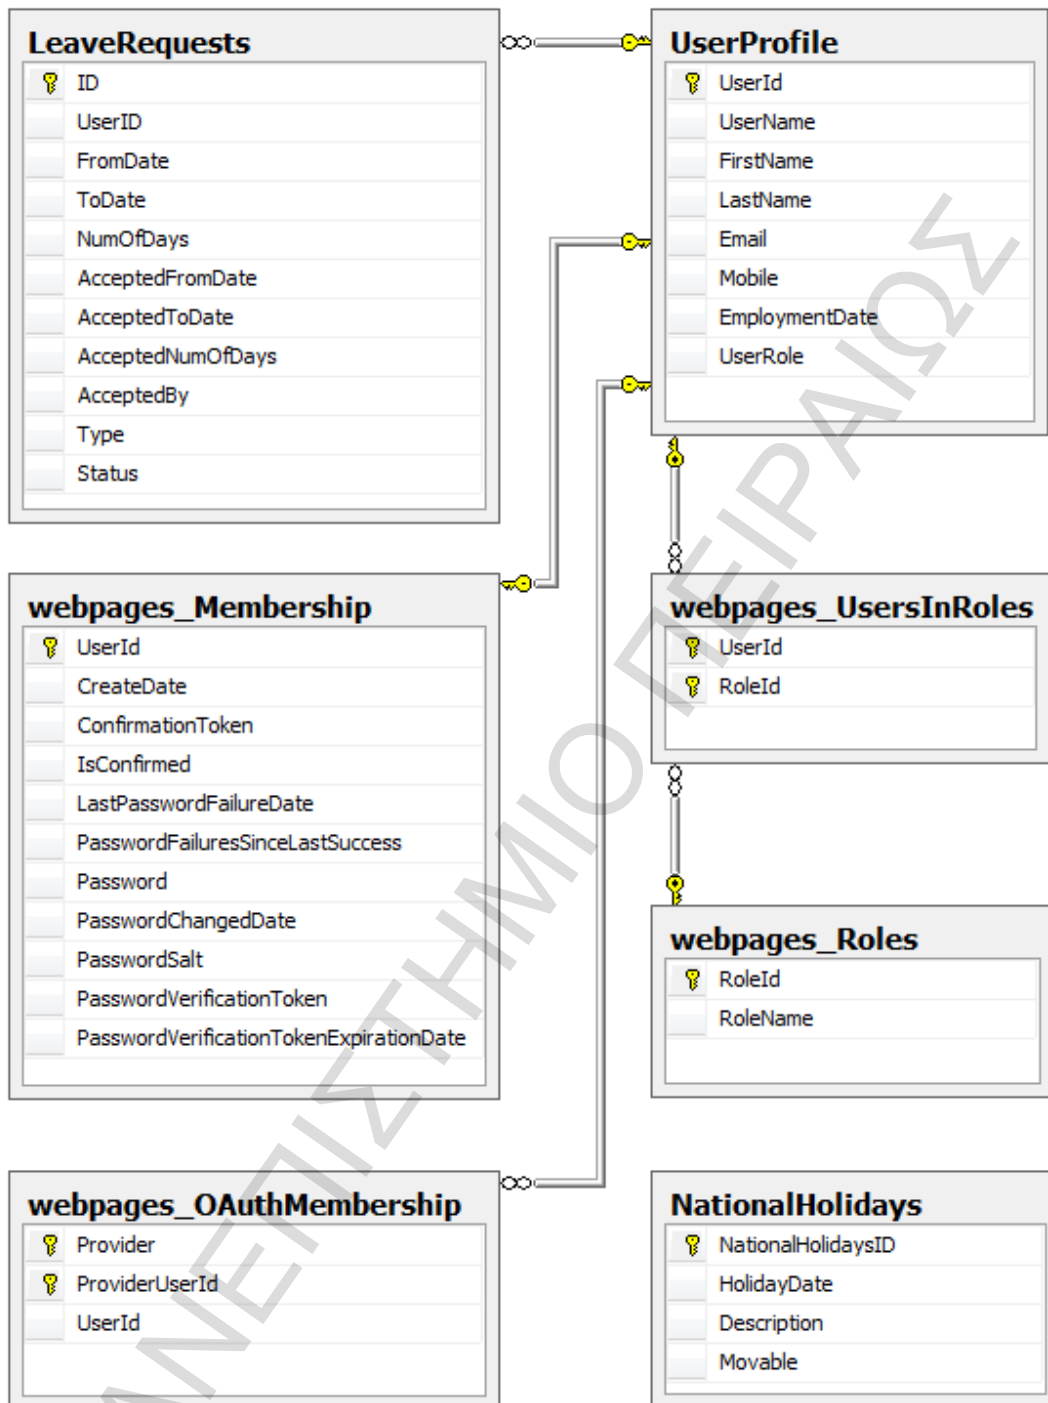 LeaveRequests
ID
UserID
FromDate
ToDate
NumOfDays
AcceptedFromDate
AcceptedToDate
AcceptedNumOfDays
AcceptedBy
Type
Status
UserProfile
UserId
UserName
FirstName
LastName
Email
Mobile
EmploymentDate
UserRole
webpages_Membership
UserId
CreateDate
ConfirmationToken
IsConfirmed
LastPasswordFailureDate
PasswordFailuresSinceLastSuccess
Password
PasswordChangedDate
PasswordSalt
PasswordVerificationToken
PasswordVerificationTokenExpirationDate
webpages_UsersInRoles
UserId
RoleId
webpages_Roles
RoleId
RoleName
webpages_OAuthMembership
Provider
ProviderUserId
UserId
NationalHolidays
NationalHolidaysID
HolidayDate
Description
Movable
ΑΝΕΠΙΣΤΗΜΙΟ ΠΕΙΡΑΙΩΣ